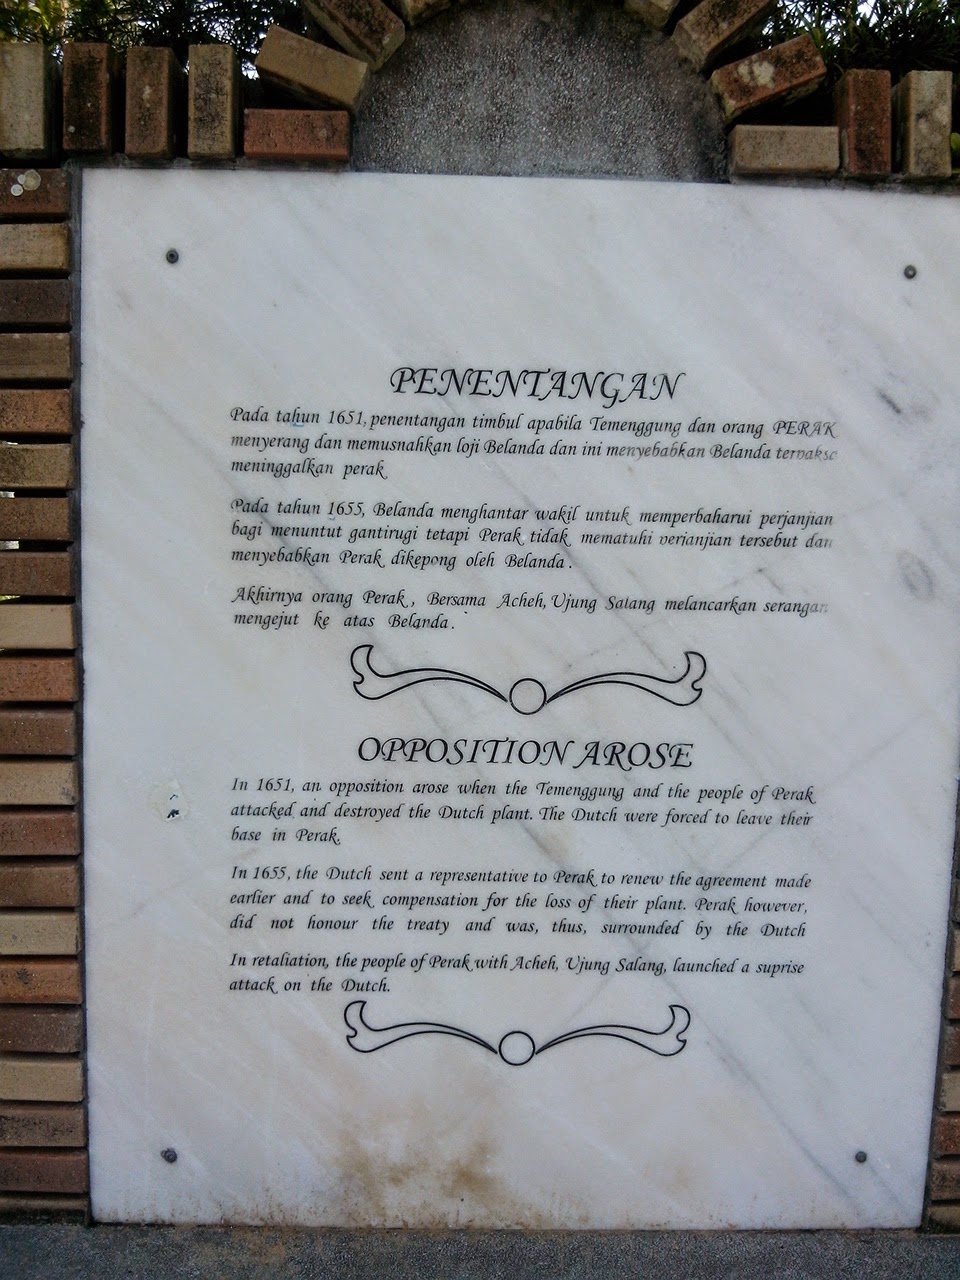 PENENTANGAN
Pada tahun 1651, penentangan timbul apabila Temenggung dan orang PERAK
menyerang dan memusnahkan loji Belanda dan ini menyebabkan Belanda terpaksa
meninggalkan perak
Pada tahun 1655, Belanda menghantar wakil untuk memperbaharui perjanjian
bagi menuntut gantirugi tetapi Perak tidak mematuhi perjanjian tersebut dan
menyebabkan Perak dikepong oleh Belanda.
Akhirnya orang Perak, Bersama Acheh, Ujung Salang melancarkan serangan
mengejut ke atas Belanda.
OPPOSITION AROSE
In 1651, an opposition arose when the Temenggung and the people of Perak
attacked and destroyed the Dutch plant. The Dutch were forced to leave their
base in Perak.
In 1655, the Dutch sent a representative to Perak to renew the agreement made
earlier and to seek compensation for the loss of their plant. Perak however,
did not honour the treaty and was, thus, surrounded by the Dutch
In retaliation, the people of Perak with Acheh, Ujung Salang, launched a suprise
attack on the Dutch.